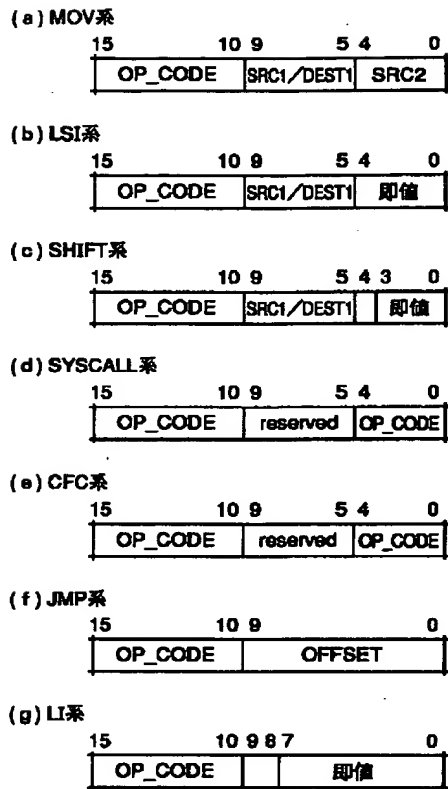 (a) MOV系
15 10 9 5 4 0
OP_CODE SRC1／DEST1 SRC2
(b) LSI系
15 10 9 5 4 0
OP_CODE SRC1／DEST1 即値
(c) SHIFT系
15 10 9 5 4 3 0
OP_CODE SRC1／DEST1 即値
(d) SYSCALL系
15 10 9 5 4 0
OP_CODE reserved OP_CODE
(e) CFC系
15 10 9 5 4 0
OP_CODE reserved OP_CODE
(f) JMP系
15 10 9 0
OP_CODE OFFSET
(g) LI系
15 10 9 8 7 0
OP_CODE 即値